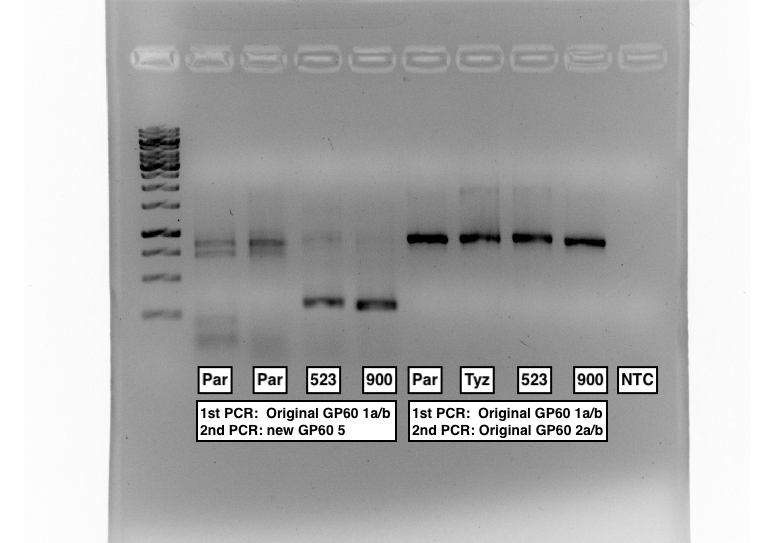 Par Par 523 900 Par Tyz 523 900 NTC
1st PCR: Original GP60 1a/b
2nd PCR: new GP60 5
1st PCR: Original GP60 1a/b
2nd PCR: Original GP60 2a/b